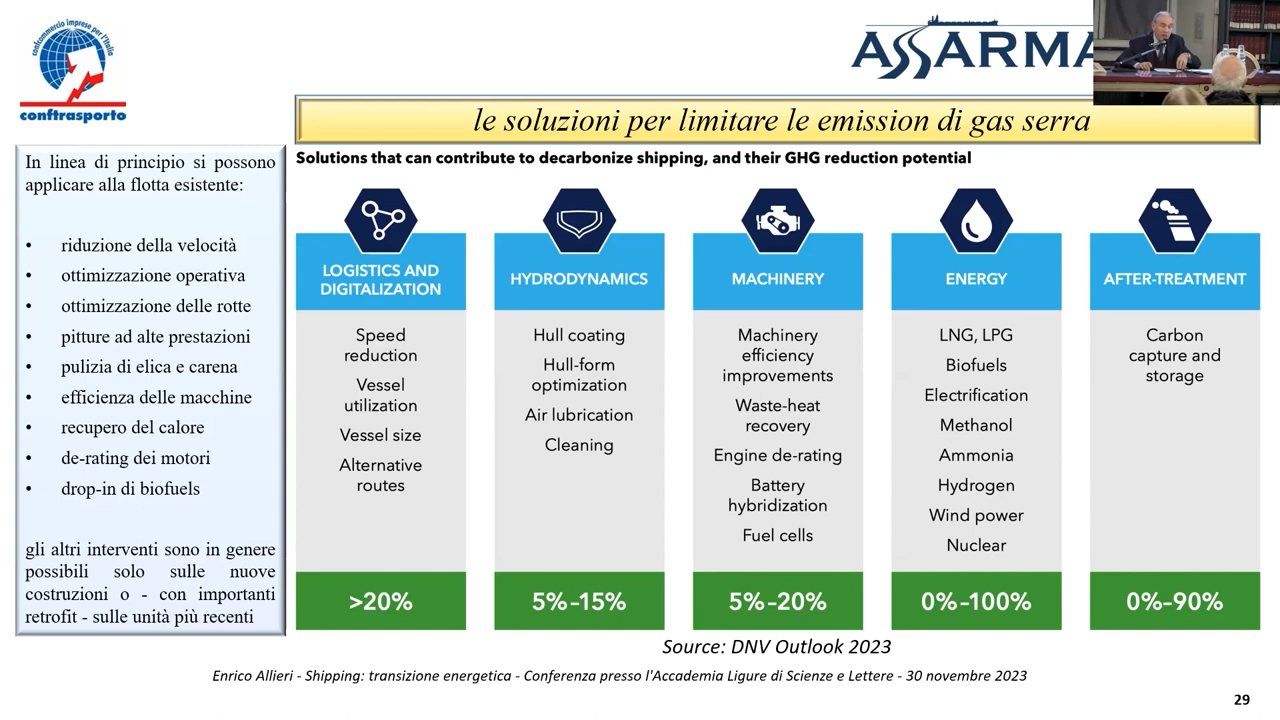 confcommercio imprese per l'italia
conftrasporto
ASSARMA
le soluzioni per limitare le emission di gas serra
In linea di principio si possono
applicare alla flotta esistente:
• riduzione della velocità
• ottimizzazione operativa
• ottimizzazione delle rotte
• pitture ad alte prestazioni
• pulizia di elica e carena
• efficienza delle macchine
• recupero del calore
• de-rating dei motori
• drop-in di biofuels
gli altri interventi sono in genere
possibili solo sulle nuove
costruzioni o - con importanti
retrofit - sulle unità più recenti
Solutions that can contribute to decarbonize shipping, and their GHG reduction potential
LOGISTICS AND
DIGITALIZATION
Speed
reduction
Vessel
utilization
Vessel size
Alternative
routes
>20%
HYDRODYNAMICS
Hull coating
Hull-form
optimization
Air lubrication
Cleaning
5%–15%
MACHINERY
Machinery
efficiency
improvements
Waste-heat
recovery
Engine de-rating
Battery
hybridization
Fuel cells
5%–20%
ENERGY
LNG, LPG
Biofuels
Electrification
Methanol
Ammonia
Hydrogen
Wind power
Nuclear
0%–100%
AFTER-TREATMENT
Carbon
capture and
storage
0%–90%
Source: DNV Outlook 2023
Enrico Allieri - Shipping: transizione energetica - Conferenza presso l'Accademia Ligure di Scienze e Lettere - 30 novembre 2023
29